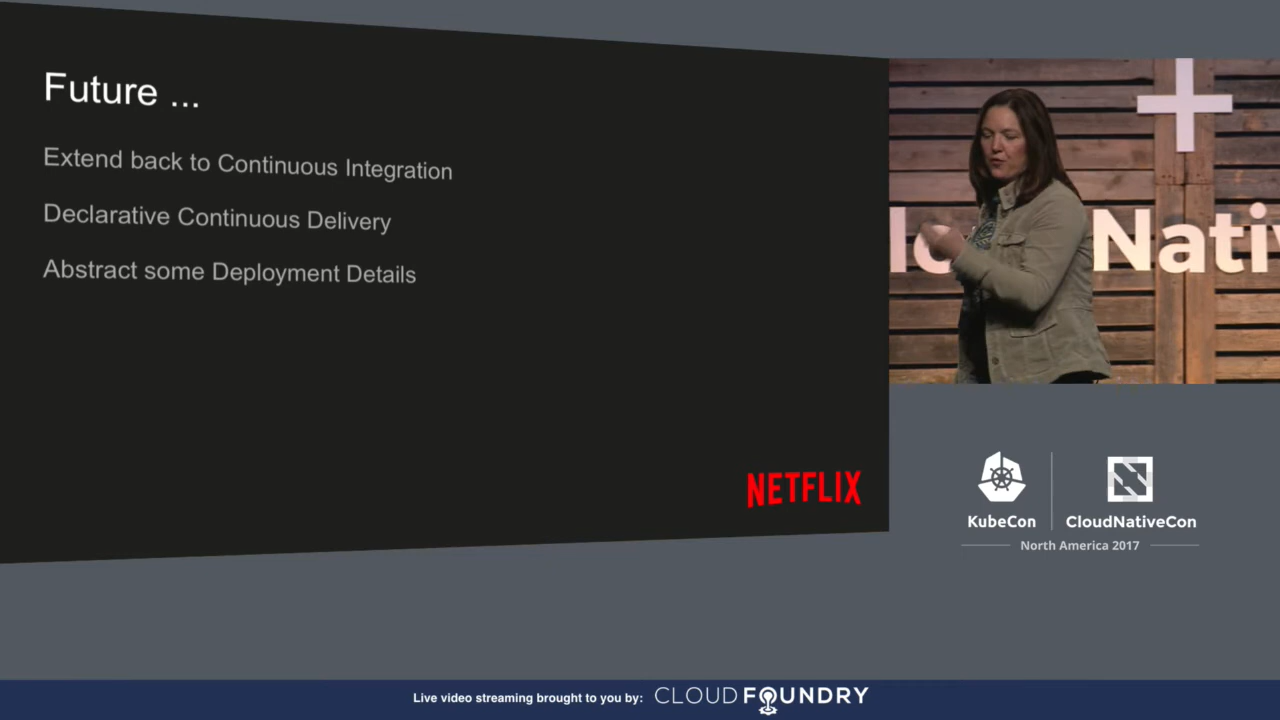 Future ...
Extend back to Continuous Integration
Declarative Continuous Delivery
Abstract some Deployment Details
NETFLIX
+
Nati
KubeCon
CloudNativeCon
North America 2017
Live video streaming brought to you by: CLOUD FOUNDRY